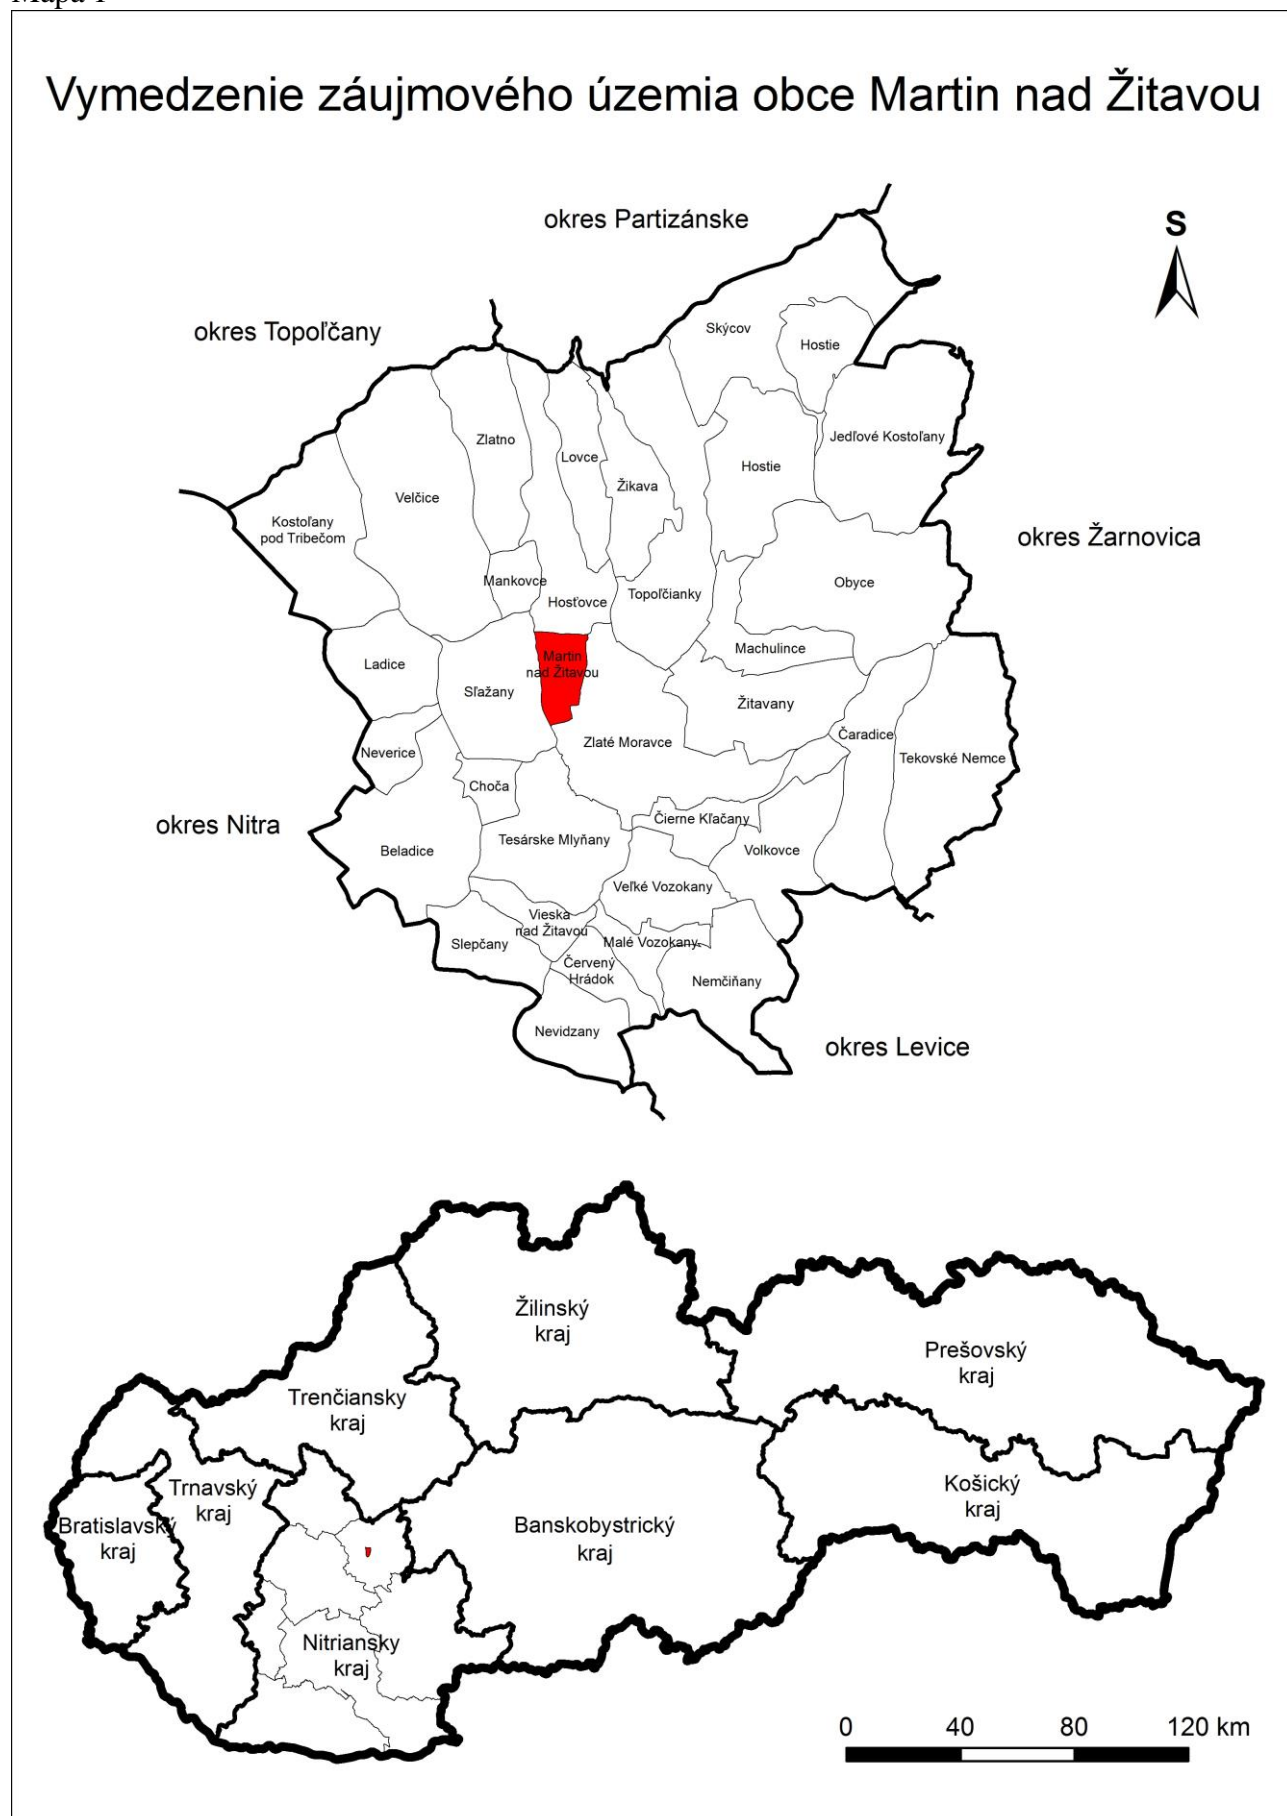 Mapa 1
Vymedzenie záujmového územia obce Martin nad Žitavou
okres Partizánske
S
okres Topoľčany
Skýcov
Hostie
Jedľové Kostoľany
Zlatno
Lovce
Hostie
Žikava
Velčice
Kostoľany
pod Tribečom
okres Žarnovica
Mankovce
Hosťovce
Topoľčianky
Obyce
Machulince
Ladice
Martin
nad Žitavou
Sľažany
Žitavany
Čaradice
Neverice
Zlaté Moravce
Tekovské Nemce
Choča
okres Nitra
Čierne Kľačany
Tesárske Mlyňany
Beladice
Volkovce
Veľké Vozokany
Vieska
nad Žitavou
Slepčany
Malé Vozokany
Červený
Hrádok
Nemčiňany
Nevidzany
okres Levice
Žilinský
kraj
Prešovský
kraj
Trenčiansky
kraj
Trnavský
kraj
Košický
kraj
Bratislavský
kraj
Banskobystrický
kraj
Nitriansky
kraj
0 40 80 120 km